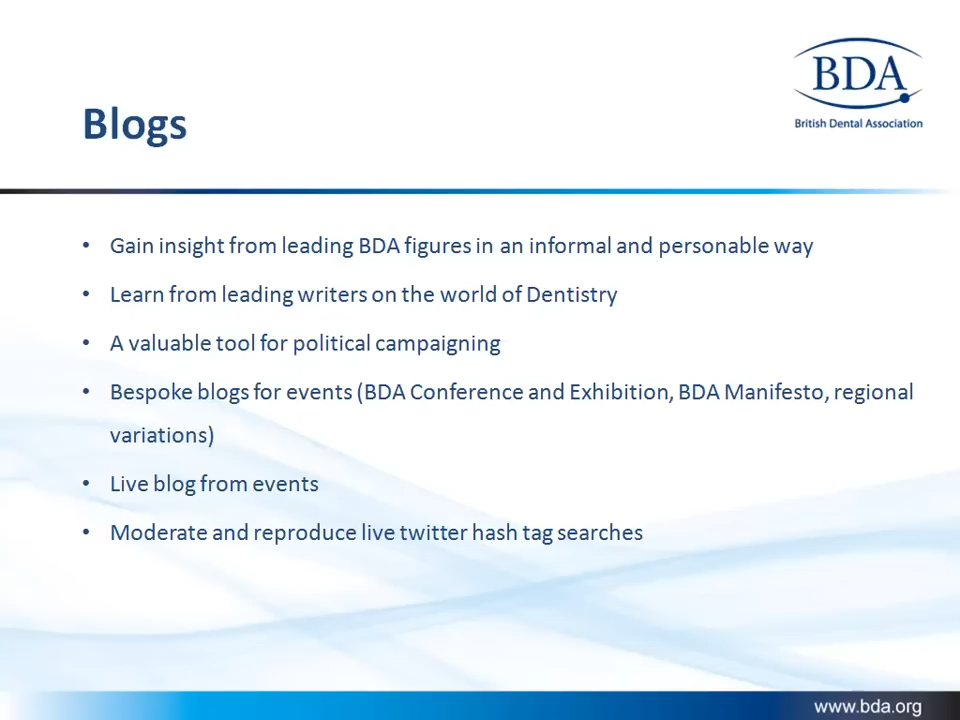 BDA
British Dental Association
Blogs
• Gain insight from leading BDA figures in an informal and personable way
• Learn from leading writers on the world of Dentistry
• A valuable tool for political campaigning
• Bespoke blogs for events (BDA Conference and Exhibition, BDA Manifesto, regional
variations)
• Live blog from events
• Moderate and reproduce live twitter hash tag searches
www.bda.org